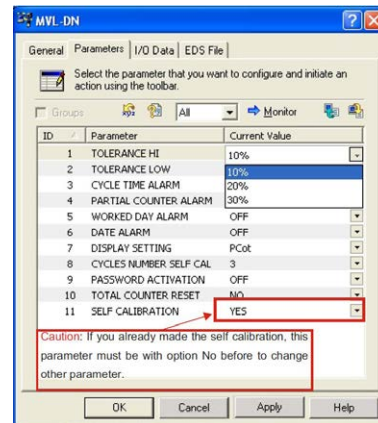 MVL-DN
General Parameters I/O Data EDS File
Select the parameter that you want to configure and initiate an
action using the toolbar.
Groups All Monitor
ID Parameter Current Value
1 TOLERANCE HI 10%
2 TOLERANCE LOW 10%
3 CYCLE TIME ALARM 20%
4 PARTIAL COUNTER ALARM 30%
5 WORKED DAY ALARM OFF
6 DATE ALARM OFF
7 DISPLAY SETTING PCot
8 CYCLES NUMBER SELF CAL 3
9 PASSWORD ACTIVATION OFF
10 TOTAL COUNTER RESET NO
11 SELF CALIBRATION YES
Caution: If you already made the self calibration, this
parameter must be with option No before to change
other parameter.
OK Cancel Apply Help